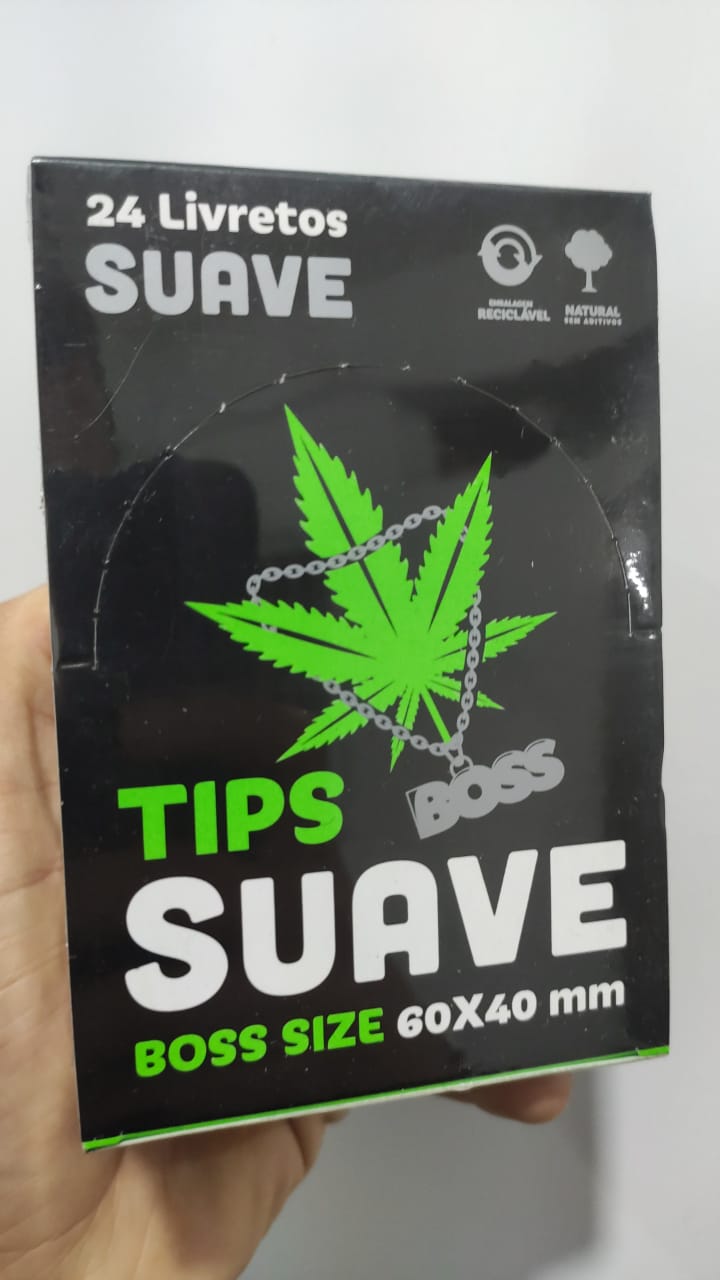 24 Livretos
SUAVE
EMBALAGEM
RECICLÁVEL
NATURAL
SEM ADITIVOS
BOSS
TIPS
SUAVE
BOSS SIZE 60X40 mm